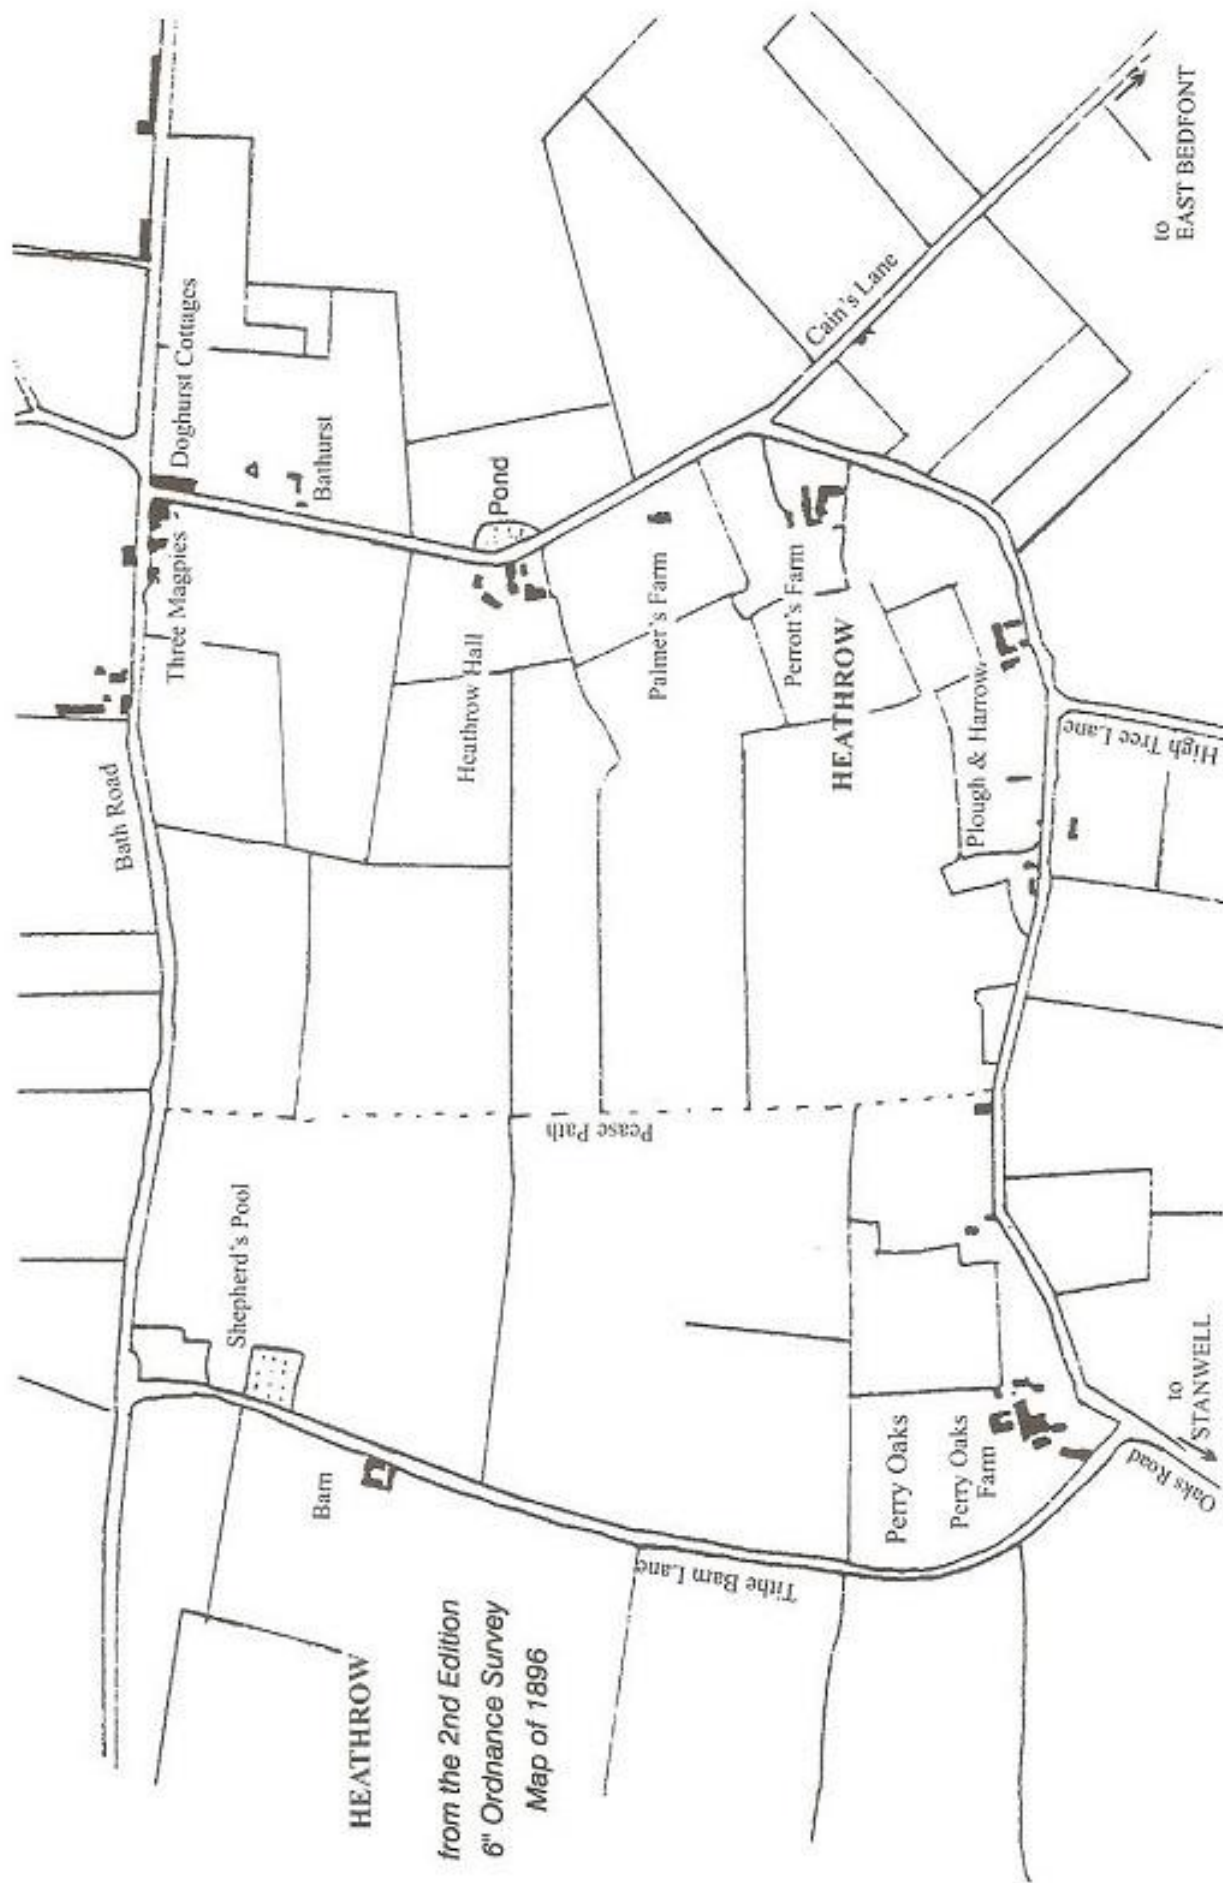 HEATHROW
from the 2nd Edition
6" Ordnance Survey
Map of 1896
Bath Road
Three Magpies
Doghurst Cottages
Bathurst
Shepherd's Pool
Barn
Heathrow Hall
Pond
Pease Path
Palmer's Farm
Perrott's Farm
Cain's Lane
Tithe Barn Lane
HEATHROW
Perry Oaks
Perry Oaks
Farm
Plough & Harrow
High Tree Lane
Oaks Road
to
STANWELL
to
EAST BEDFONT